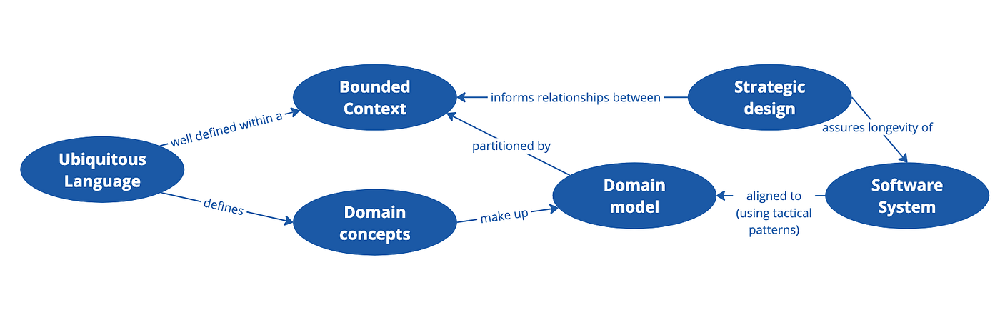 Bounded
Context
Strategic
design
informs relationships between
well defined within a
assures longevity of
partitioned by
Ubiquitous
Language
Domain
model
Software
System
aligned to
(using tactical
patterns)
defines
Domain
concepts
make up